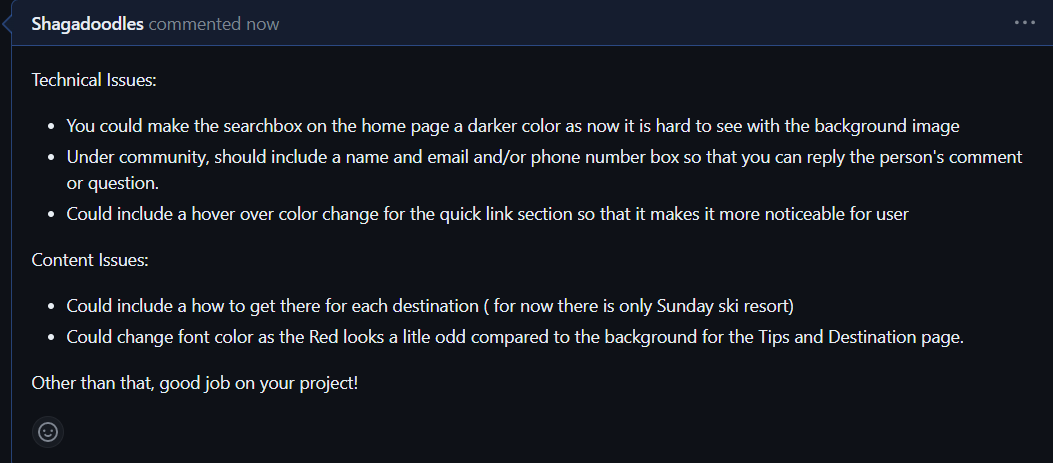 Shagadoodles commented now
Technical Issues:
• You could make the searchbox on the home page a darker color as now it is hard to see with the background image
• Under community, should include a name and email and/or phone number box so that you can reply the person's comment
or question.
• Could include a hover over color change for the quick link section so that it makes it more noticeable for user
Content Issues:
• Could include a how to get there for each destination ( for now there is only Sunday ski resort)
• Could change font color as the Red looks a litle odd compared to the background for the Tips and Destination page.
Other than that, good job on your project!